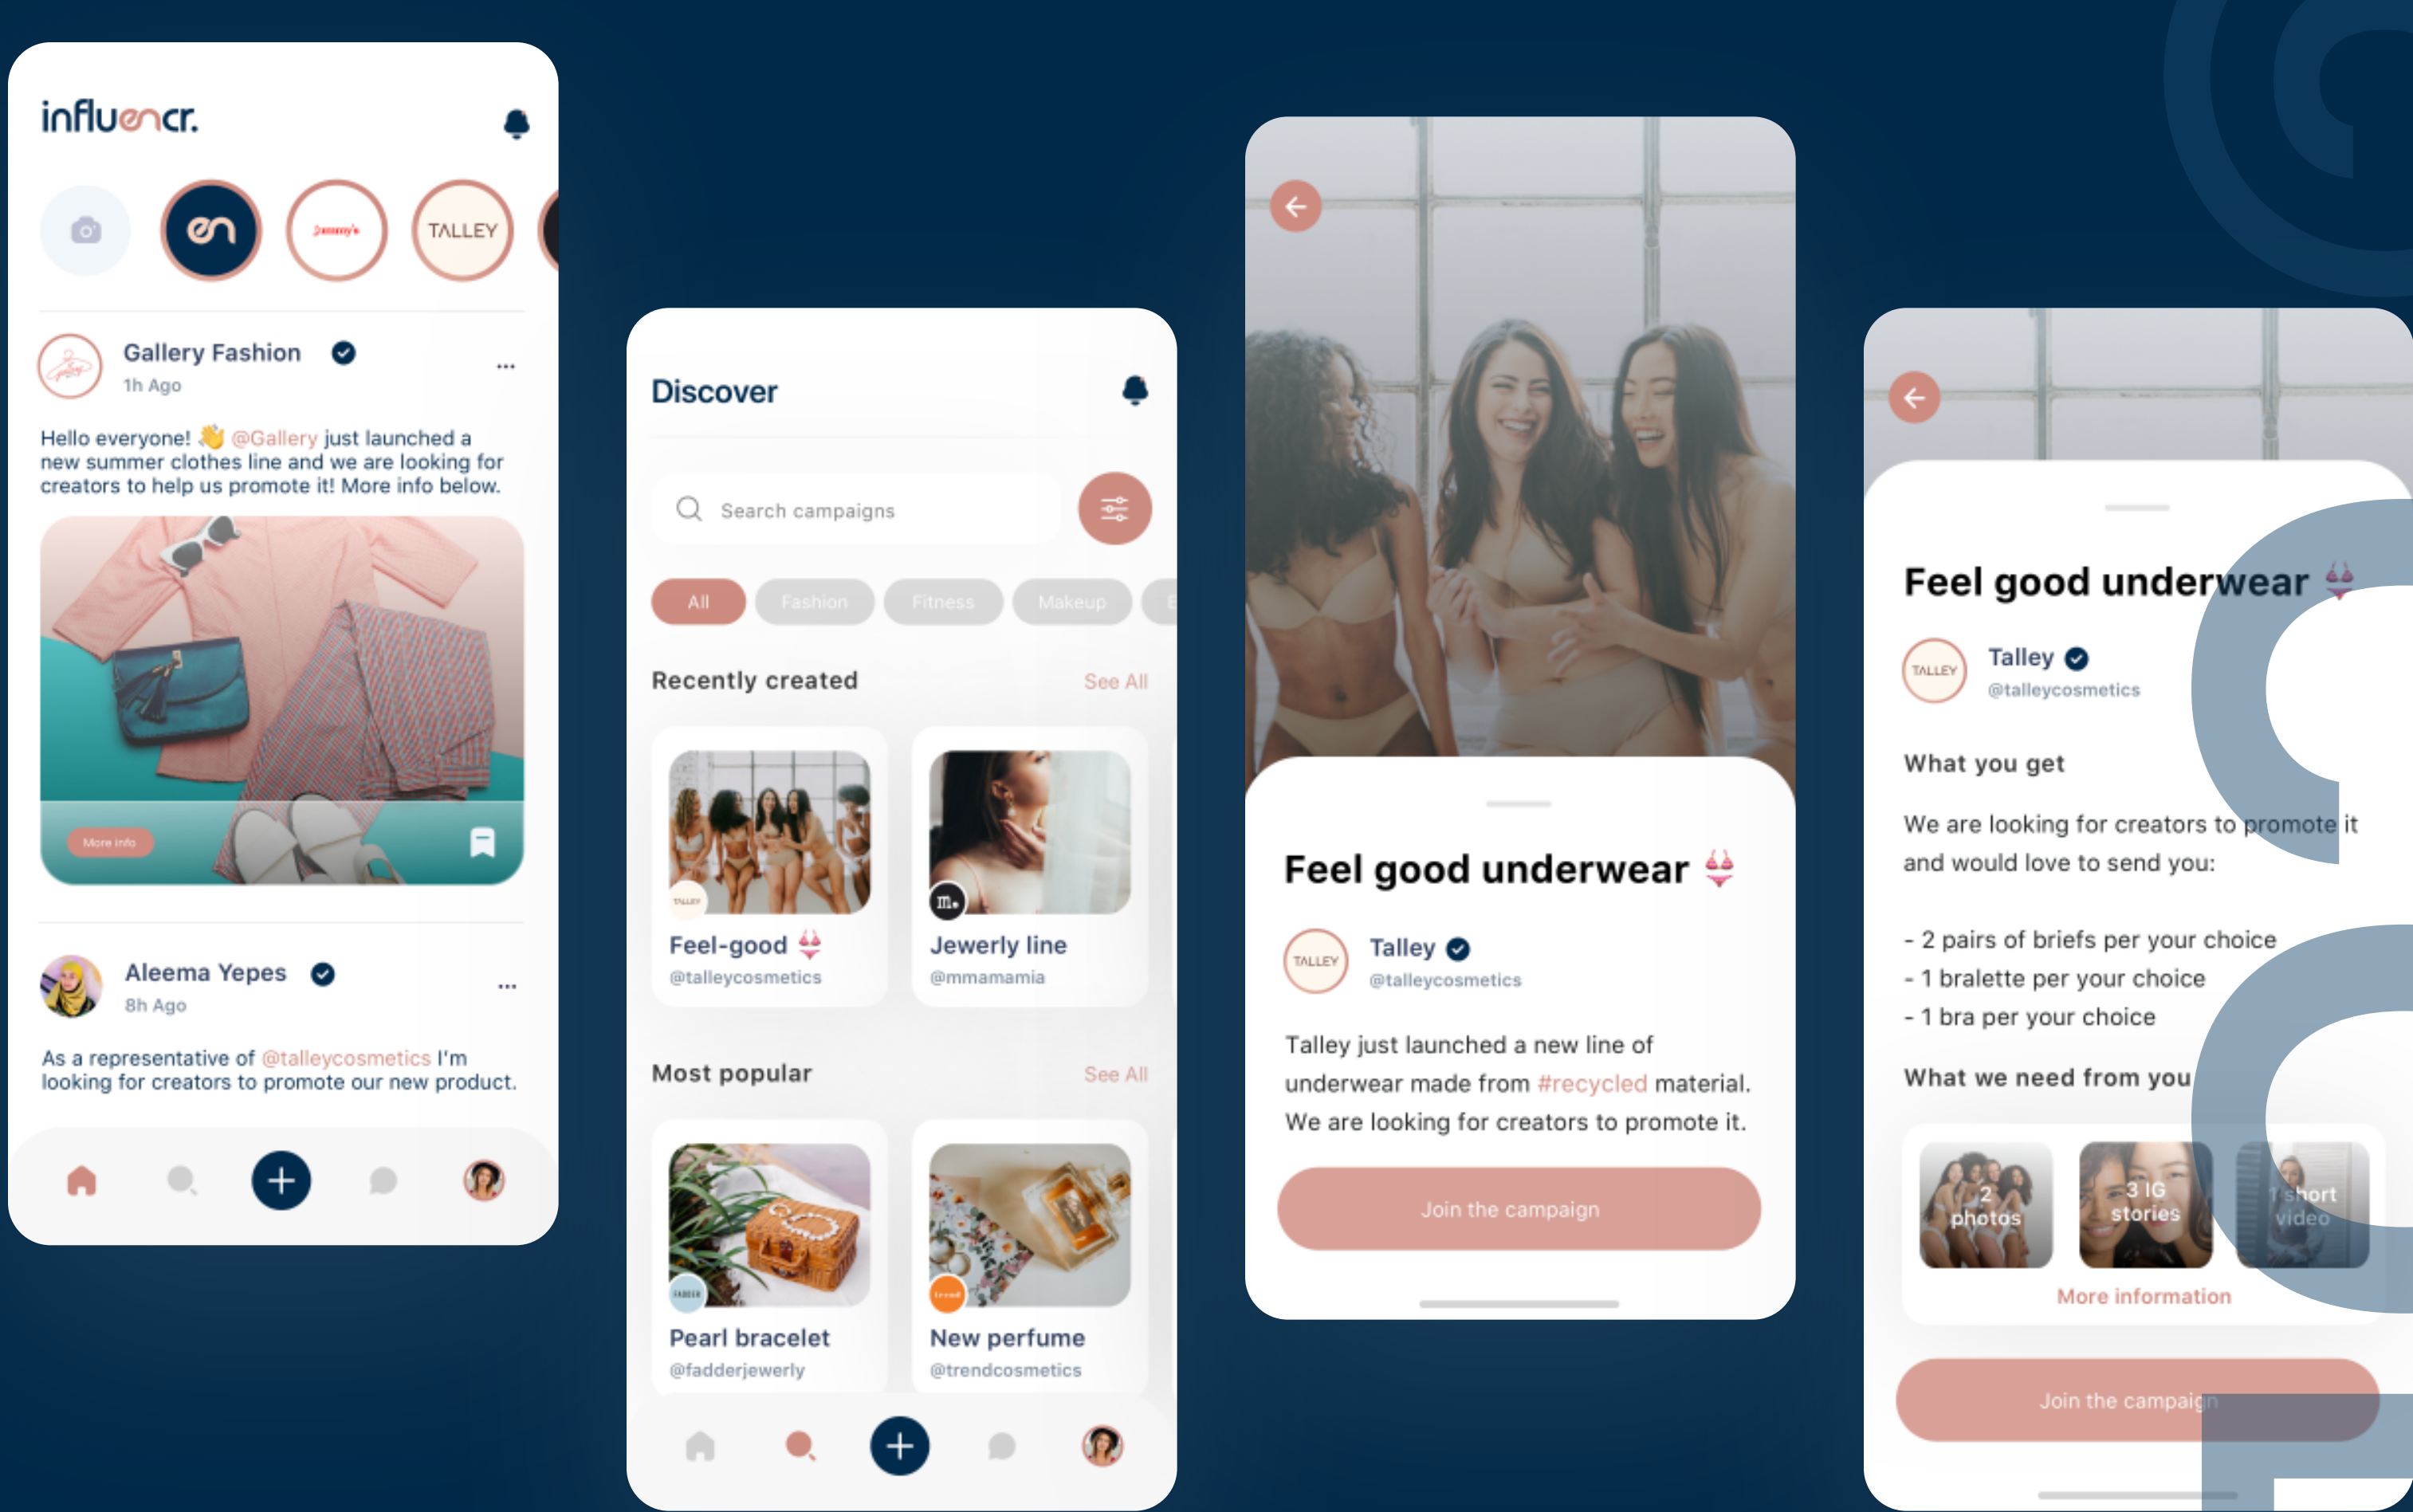 influencr.
en
Jummy's
TALLEY
Gallery Fashion
1h Ago
...
Hello everyone! 👋 @Gallery just launched a
new summer clothes line and we are looking for
creators to help us promote it! More info below.
More info
Aleema Yepes
8h Ago
...
As a representative of @talleycosmetics I'm
looking for creators to promote our new product.
Discover
Search campaigns
All Fashion Fitness Makeup
Recently created See All
TALLEY
m.
Feel-good 👙
@talleycosmetics
Jewerly line
@mmamamia
Most popular See All
FADDER
trend
Pearl bracelet
@fadderjewerly
New perfume
@trendcosmetics
Feel good underwear 👙
TALLEY
Talley
@talleycosmetics
Talley just launched a new line of
underwear made from #recycled material.
We are looking for creators to promote it.
Join the campaign
Feel good underwear 👙
TALLEY
Talley
@talleycosmetics
What you get
We are looking for creators to promote it
and would love to send you:
- 2 pairs of briefs per your choice
- 1 bralette per your choice
- 1 bra per your choice
What we need from you
2
photos
3 IG
stories
1 short
video
More information
Join the campaign